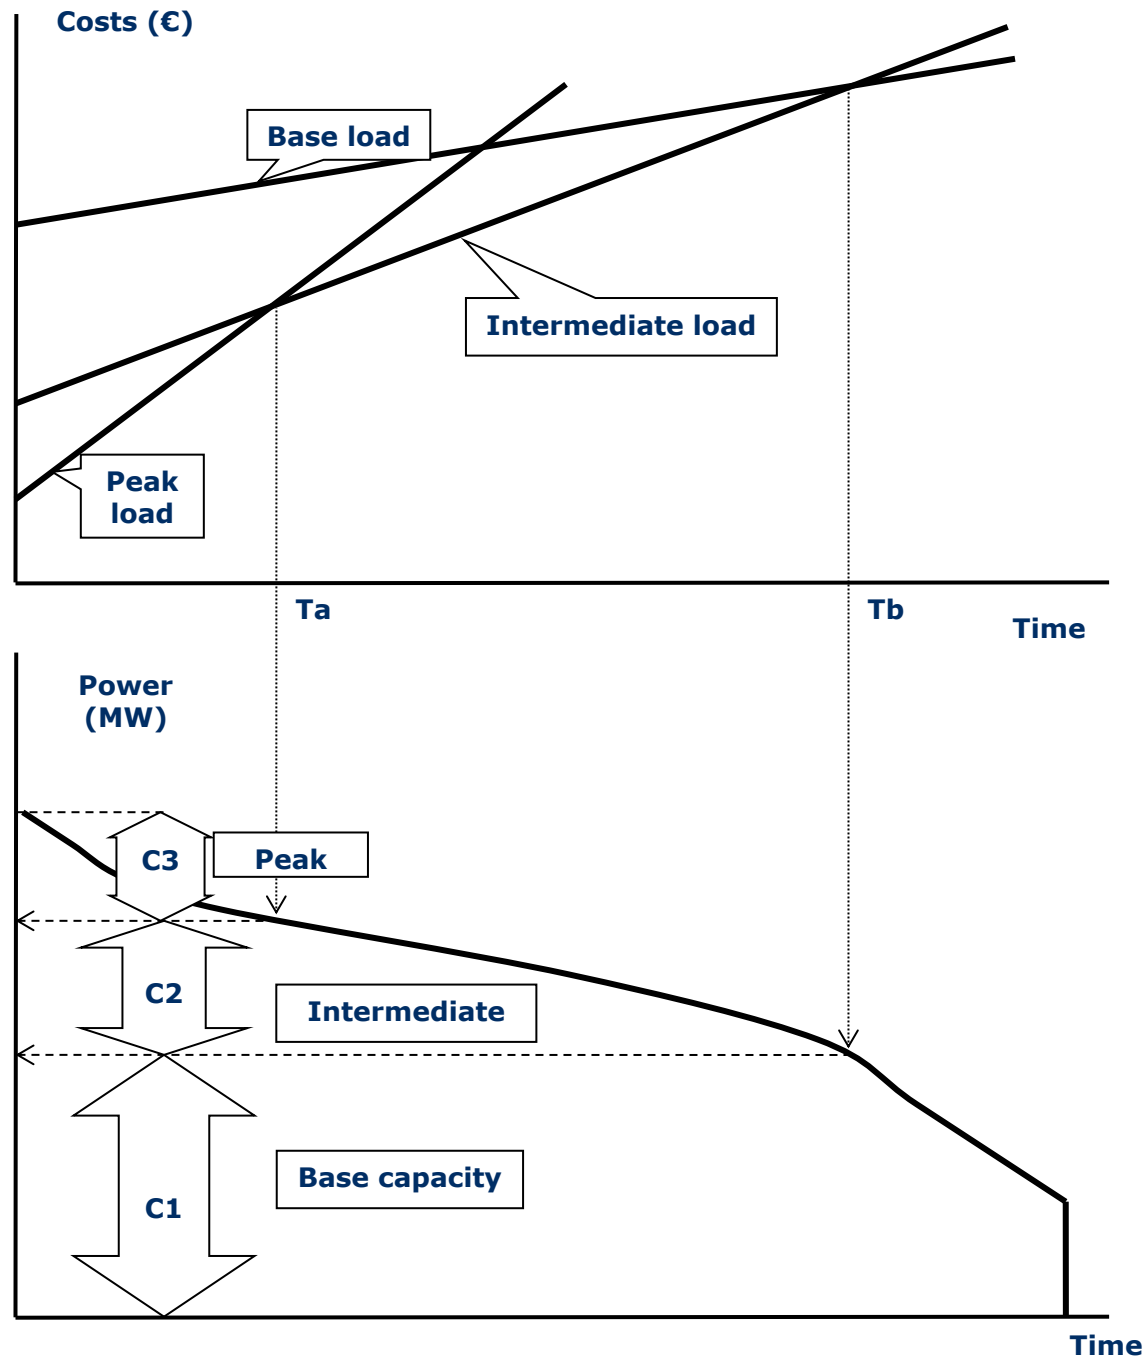 Costs (€)
Base load
Intermediate load
Peak
load
Ta
Tb
Time
Power
(MW)
C3
Peak
C2
Intermediate
Base capacity
C1
Time